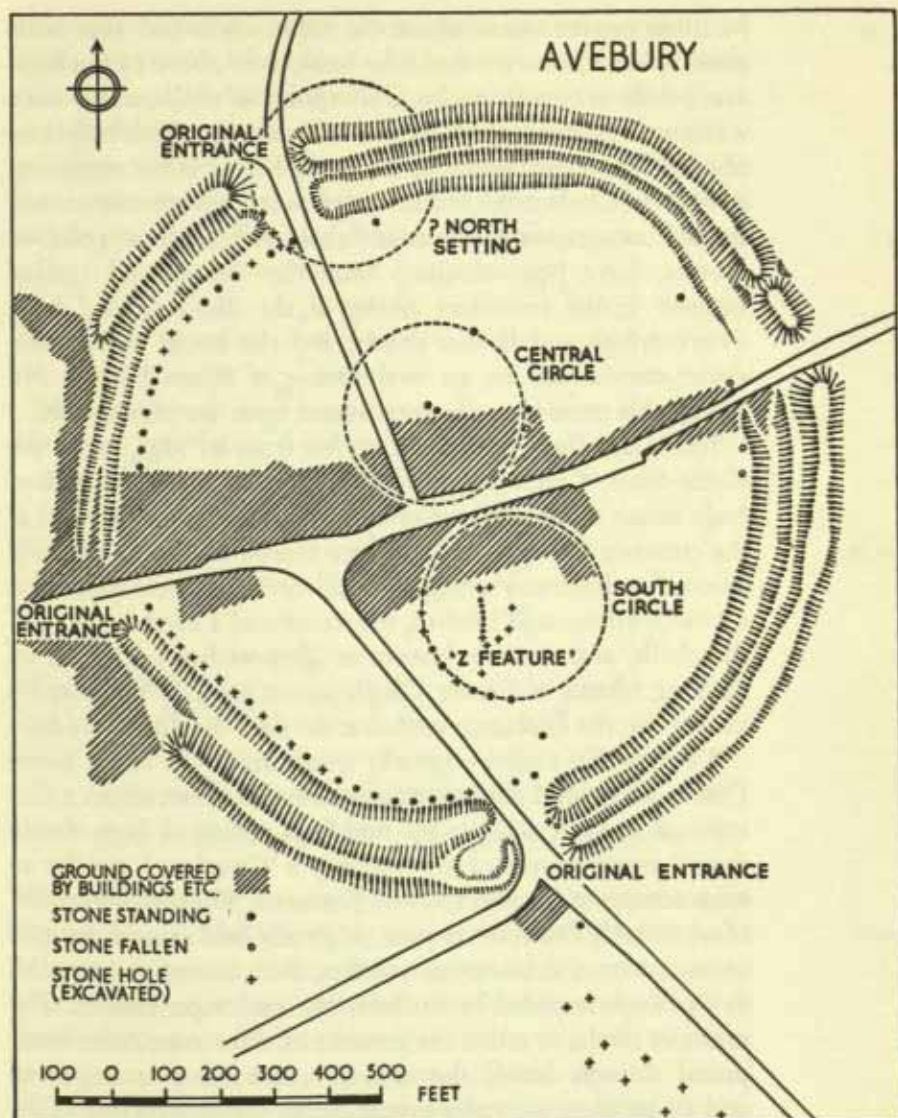 AVEBURY
ORIGINAL
ENTRANCE
? NORTH
SETTING
CENTRAL
CIRCLE
ORIGINAL
ENTRANCE
SOUTH
CIRCLE
'Z FEATURE'
ORIGINAL ENTRANCE
GROUND COVERED
BY BUILDINGS ETC.
STONE STANDING
STONE FALLEN
STONE HOLE
(EXCAVATED)
100 0 100 200 300 400 500
FEET